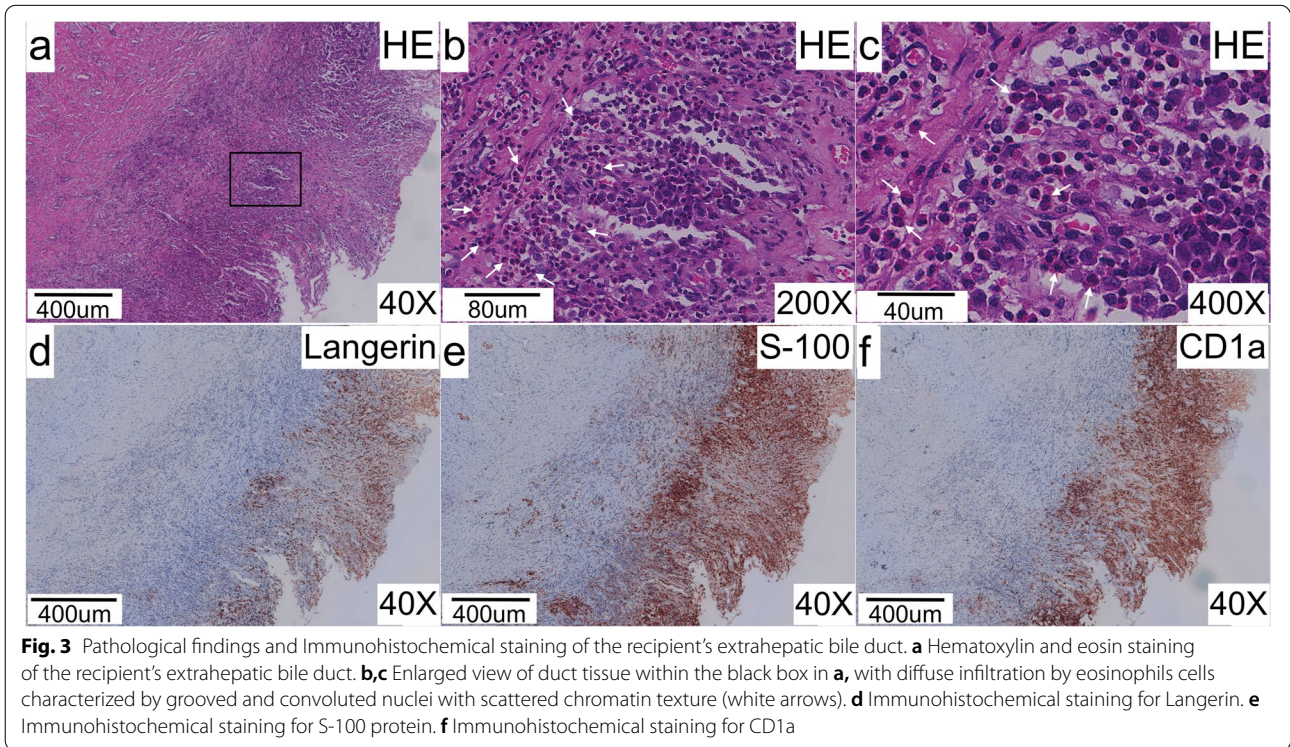 a HE b HE c HE
400um 40X 80um 200X 40um 400X
d Langerin e S-100 f CD1a
400um 40X 400um 40X 400um 40X
Fig. 3 Pathological findings and Immunohistochemical staining of the recipient's extrahepatic bile duct. a Hematoxylin and eosin staining
of the recipient's extrahepatic bile duct. b,c Enlarged view of duct tissue within the black box in a, with diffuse infiltration by eosinophils cells
characterized by grooved and convoluted nuclei with scattered chromatin texture (white arrows). d Immunohistochemical staining for Langerin. e
Immunohistochemical staining for S-100 protein. f Immunohistochemical staining for CD1a